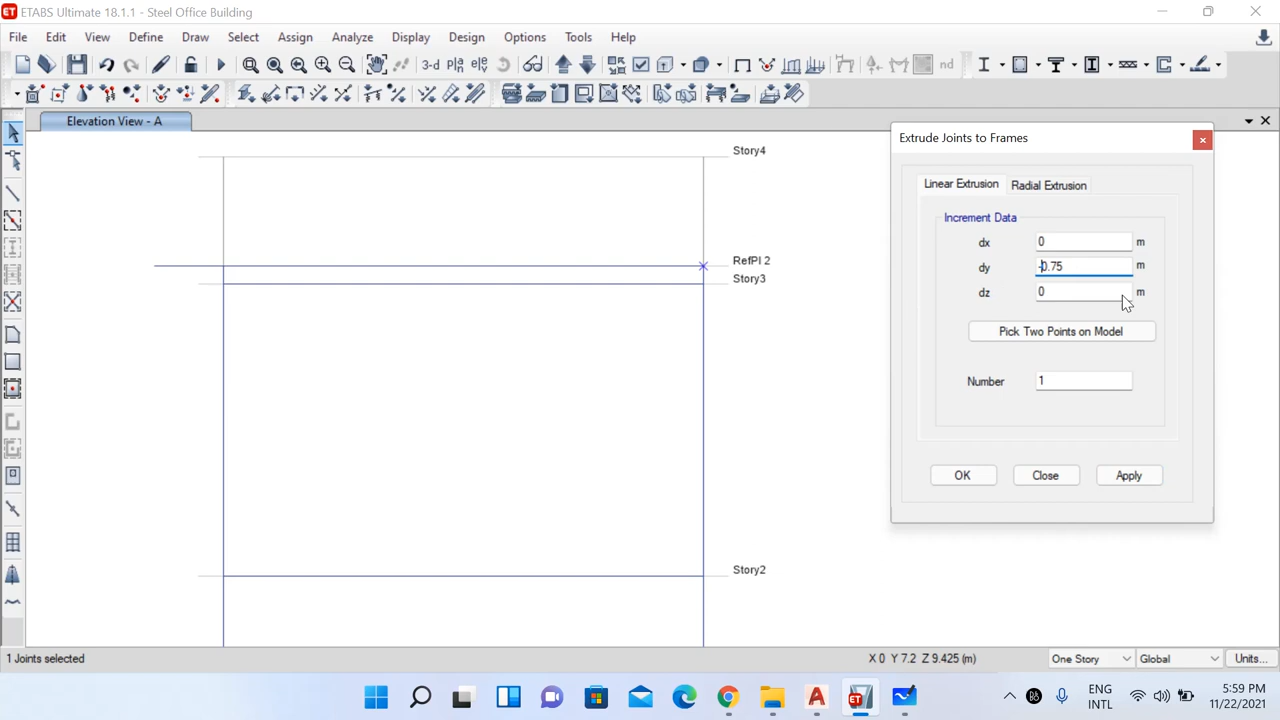 ETABS Ultimate 18.1.1 - Steel Office Building
File Edit View Define Draw Select Assign Analyze Display Design Options Tools Help
3-d pla ele nd
Elevation View - A
Story4
RefPl 2
Story3
Story2
Extrude Joints to Frames
Linear Extrusion Radial Extrusion
Increment Data
dx 0 m
dy -0.75 m
dz 0 m
Pick Two Points on Model
Number 1
OK Close Apply
1 Joints selected X 0 Y 7.2 Z 9.425 (m) One Story Global Units...
ENG 5:59 PM
INTL 11/22/2021